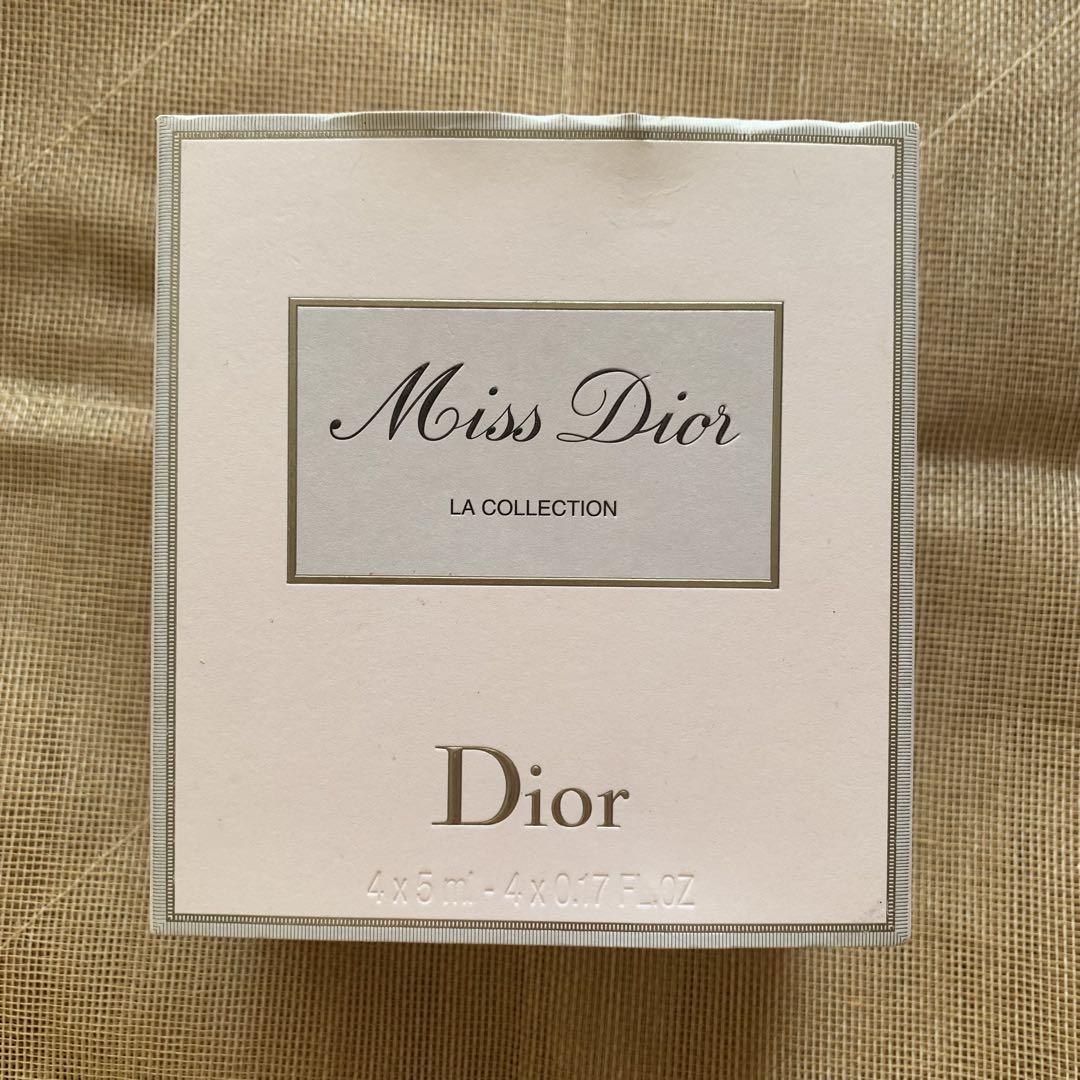 Miss Dior
LA COLLECTION
Dior
4 x 5 ml - 4 x 0.17 FL.OZ